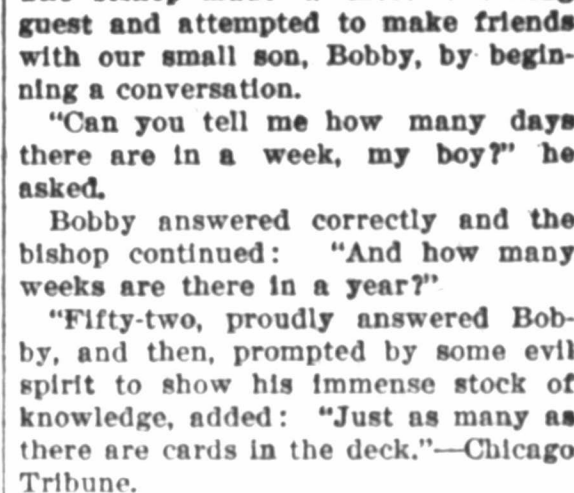 guest and attempted to make friends
with our small son, Bobby, by begin-
ning a conversation.
"Can you tell me how many days
there are in a week, my boy?" he
asked.
Bobby answered correctly and the
bishop continued: "And how many
weeks are there in a year?"
"Fifty-two, proudly answered Bob-
by, and then, prompted by some evil
spirit to show his immense stock of
knowledge, added: "Just as many as
there are cards in the deck."—Chicago
Tribune.